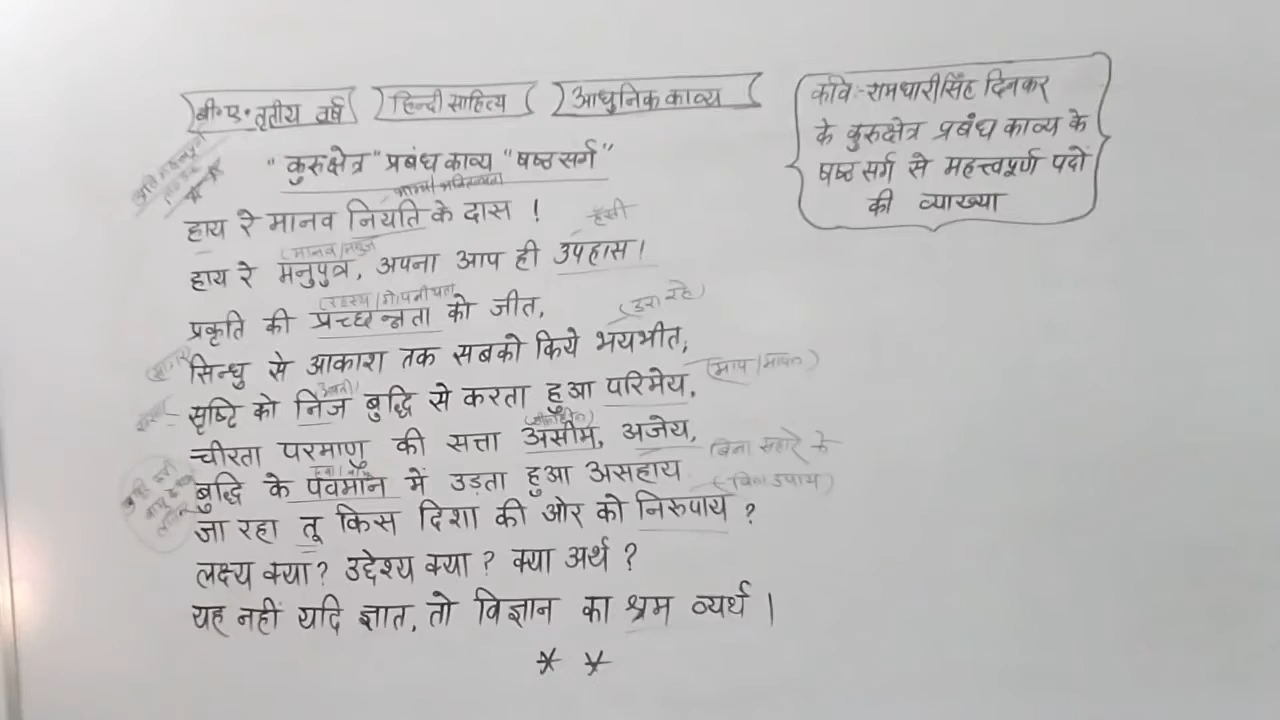 बी॰ए॰तृतीय वर्ष
हिन्दी साहित्य
आधुनिक काव्य
कवि:-रामधारीसिंह दिनकर
के कुरुक्षेत्र प्रबंध काव्य के
षष्ठ सर्ग से महत्त्वपूर्ण पदों
की व्याख्या
"कुरुक्षेत्र" प्रबंध काव्य "षष्ठ सर्ग"
हाय रे मानव नियति के दास !
हँसी
(मानव/मनुज)
हाय रे मनुपुत्र, अपना आप ही उपहास।
(रहस्य/गोपनीयता)
(डरा रहे)
प्रकृति की प्रच्छन्नता को जीत,
सिन्धु से आकाश तक सबको किये भयभीत,
(माप/मापन)
अपनी
सृष्टि को निज बुद्धि से करता हुआ परिमेय,
(सीमाहीन)
चीरता परमाणु की सत्ता असीम, अजेय,
बिना सहारे के
बुद्धि के पवमान में उड़ता हुआ असहाय
(बिना उपाय)
जा रहा तू किस दिशा की ओर को निरुपाय ?
लक्ष्य क्या? उद्देश्य क्या ? क्या अर्थ ?
यह नहीं यदि ज्ञात, तो विज्ञान का श्रम व्यर्थ ।